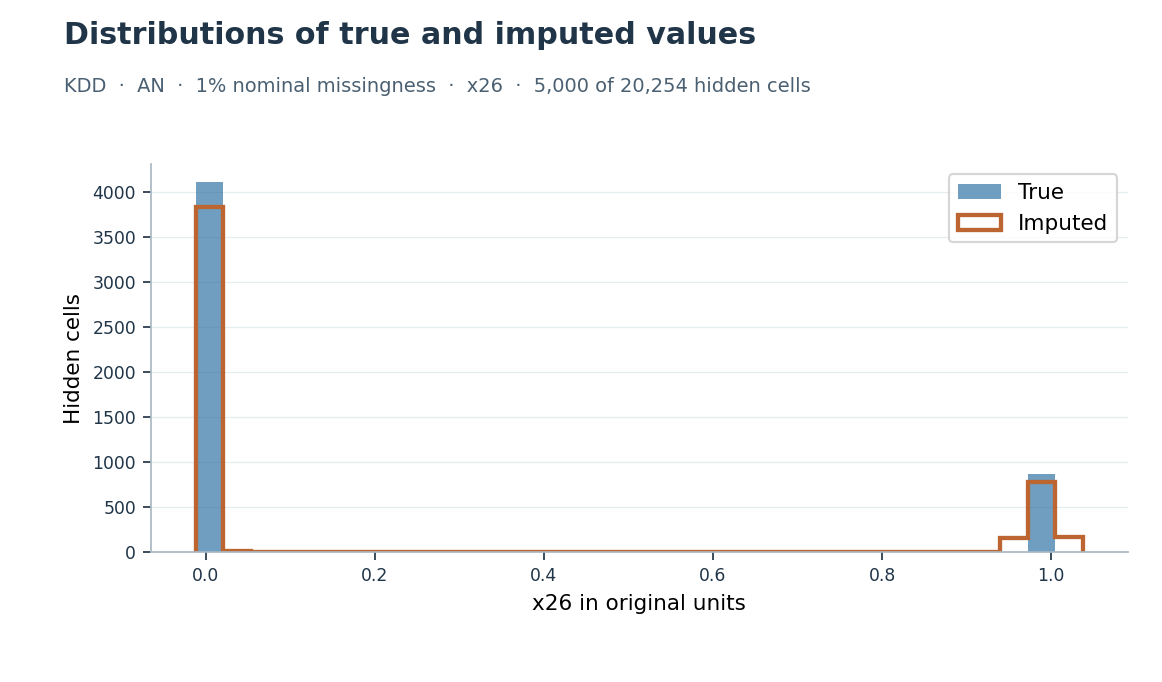 Distributions of true and imputed values
KDD · AN · 1% nominal missingness · x26 · 5,000 of 20,254 hidden cells
True
Imputed
Hidden cells
4000
3500
3000
2500
2000
1500
1000
500
0
0.0 0.2 0.4 0.6 0.8 1.0
x26 in original units